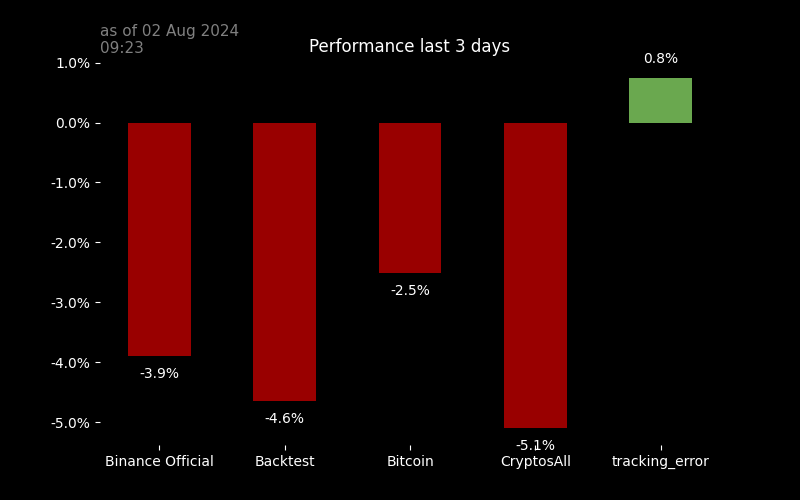 as of 02 Aug 2024
09:23
Performance last 3 days
1.0%
0.0%
-1.0%
-2.0%
-3.0%
-4.0%
-5.0%
0.8%
-3.9%
-4.6%
-2.5%
-5.1%
Binance Official
Backtest
Bitcoin
CryptosAll
tracking_error